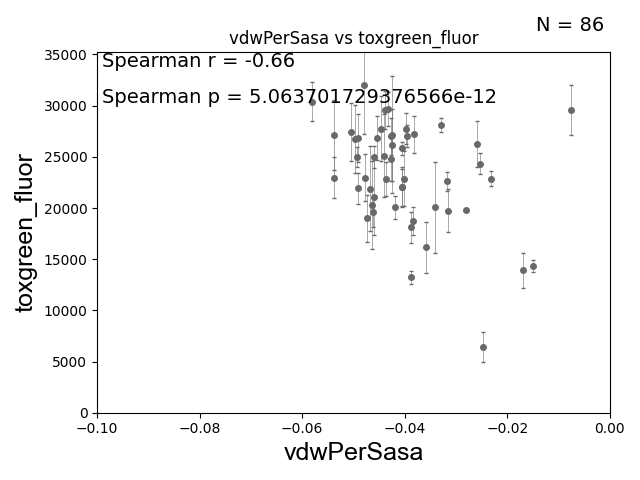 N = 86
vdwPerSasa vs toxgreen_fluor
Spearman r = -0.66
Spearman p = 5.063701729376566e-12
toxgreen_fluor
35000
30000
25000
20000
15000
10000
5000
0
-0.10
-0.08
-0.06
-0.04
-0.02
0.00
vdwPerSasa